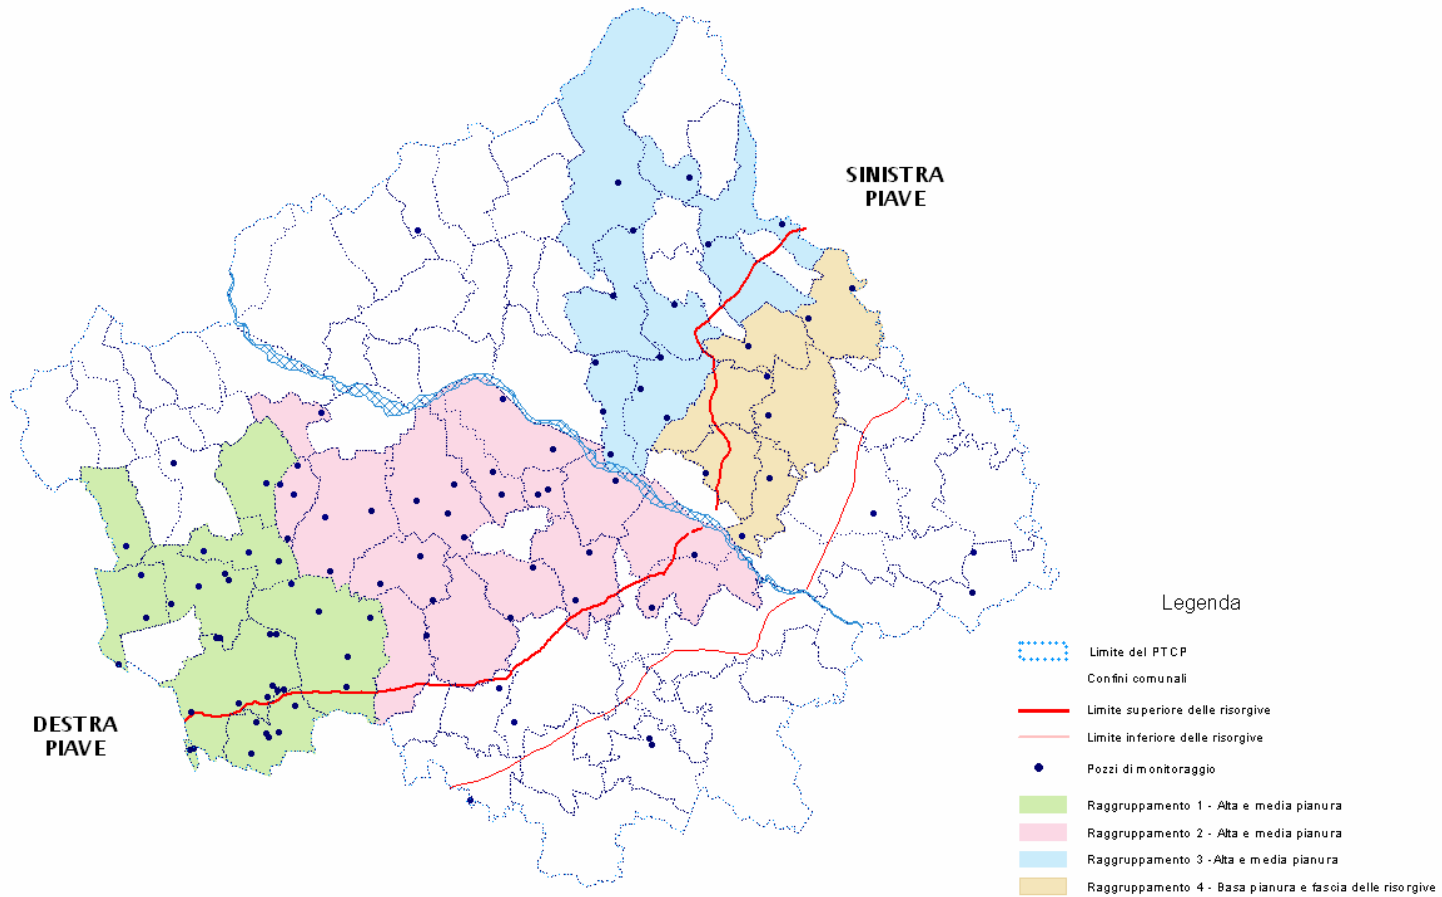 SINISTRA
PIAVE
DESTRA
PIAVE
Legenda
Limite del PTCP
Confini comunali
Limite superiore delle risorgive
Limite inferiore delle risorgive
Pozzi di monitoraggio
Raggruppamento 1 - Alta e media pianura
Raggruppamento 2 - Alta e media pianura
Raggruppamento 3 -Alta e media pianura
Raggruppamento 4 - Basa pianura e fascia delle risorgive